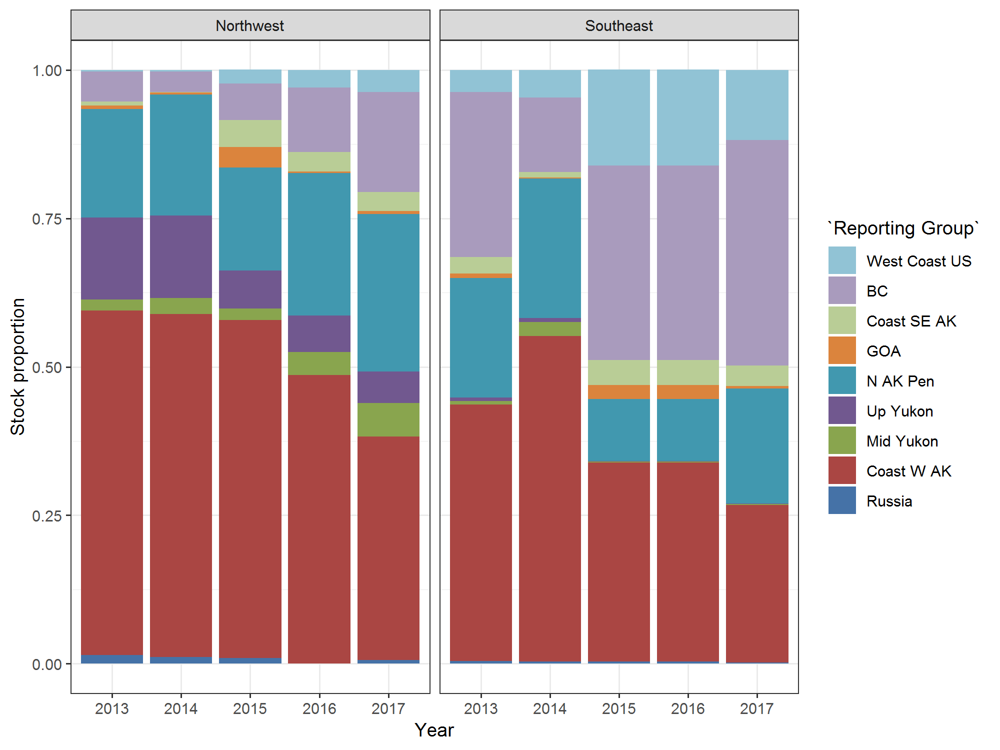 Northwest
Southeast
1.00
0.75
0.50
0.25
0.00
Stock proportion
2013 2014 2015 2016 2017
2013 2014 2015 2016 2017
Year
`Reporting Group`
West Coast US
BC
Coast SE AK
GOA
N AK Pen
Up Yukon
Mid Yukon
Coast W AK
Russia